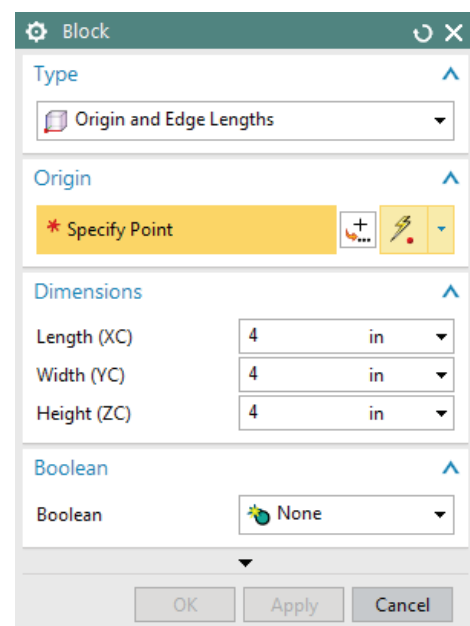 Block
Type
Origin and Edge Lengths
Origin
* Specify Point
Dimensions
Length (XC) 4 in
Width (YC) 4 in
Height (ZC) 4 in
Boolean
Boolean None
OK Apply Cancel